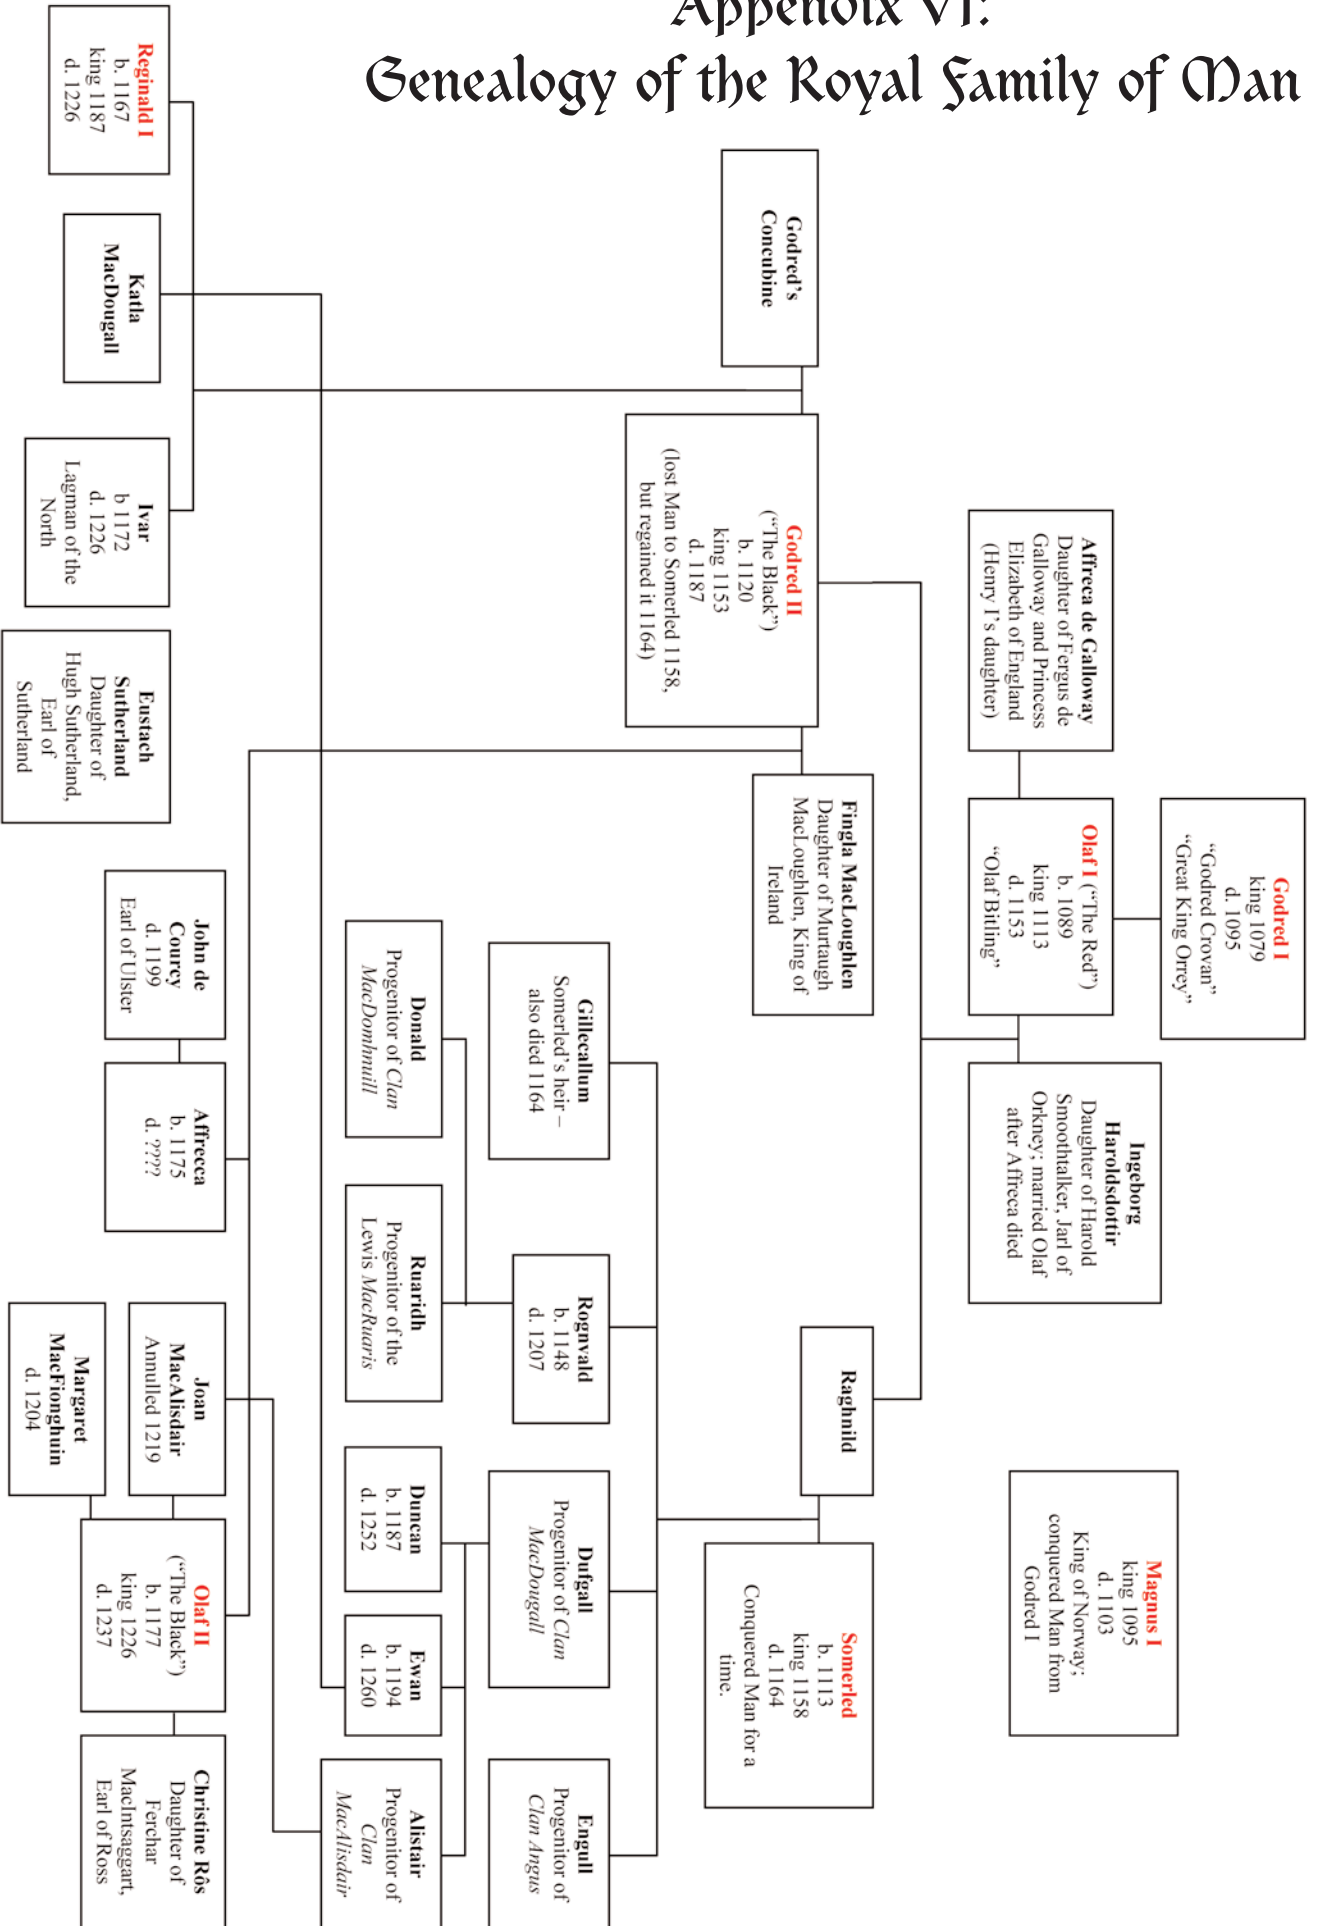 Appendix VI:
Genealogy of the Royal Family of Man
Godred I
king 1079
d. 1095
“Godred Crovan”
“Great King Orrey”
Magnus I
king 1095
d. 1103
King of Norway;
conquered Man from
Godred I
Affreca de Galloway
Daughter of Fergus de
Galloway and Princess
Elizabeth of England
(Henry I’s daughter)
Olaf I (“The Red”)
b. 1089
king 1113
d. 1153
“Olaf Bitling”
Ingeborg
Haroldsdottir
Daughter of Harold
Smoothtalker, Jarl of
Orkney; married Olaf
after Affreca died
Godred’s
Concubine
Godred II
(“The Black”)
b. 1120
king 1153
d. 1187
(lost Man to Somerled 1158,
but regained it 1164)
Fingla MacLoughlen
Daughter of Murtaugh
MacLoughlen, King of
Ireland
Raghnild
Somerled
b. 1113
king 1158
d. 1164
Conquered Man for a
time.
Gillecallum
Somerled’s heir –
also died 1164
Rognvald
b. 1148
d. 1207
Dufgall
Progenitor of Clan
MacDougall
Engull
Progenitor of
Clan Angus
Donald
Progenitor of Clan
MacDomhnuill
Ruaridh
Progenitor of the
Lewis MacRuaris
Duncan
b. 1187
d. 1252
Ewan
b. 1194
d. 1260
Alistair
Progenitor of
Clan
MacAlisdair
Reginald I
b. 1167
king 1187
d. 1226
Katla
MacDougall
Ivar
b 1172
d. 1226
Lagman of the
North
Eustach
Sutherland
Daughter of
Hugh Sutherland,
Earl of
Sutherland
John de
Courcy
d. 1199
Earl of Ulster
Affrecca
b. 1175
d. ????
Joan
MacAlisdair
Annulled 1219
Margaret
MacFionghuin
d. 1204
Olaf II
(“The Black”)
b. 1177
king 1226
d. 1237
Christine Rôs
Daughter of
Ferchar
MacIntsaggart,
Earl of Ross